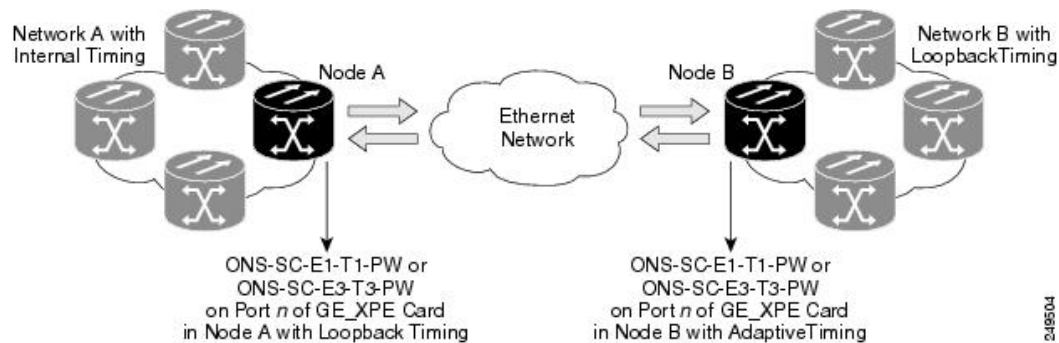 Network A with
Internal Timing
Node A
Ethernet
Network
Node B
Network B with
LoopbackTiming
ONS-SC-E1-T1-PW or
ONS-SC-E3-T3-PW
on Port n of GE_XPE Card
in Node A with Loopback Timing
ONS-SC-E1-T1-PW or
ONS-SC-E3-T3-PW
on Port n of GE_XPE Card
in Node B with AdaptiveTiming
249504